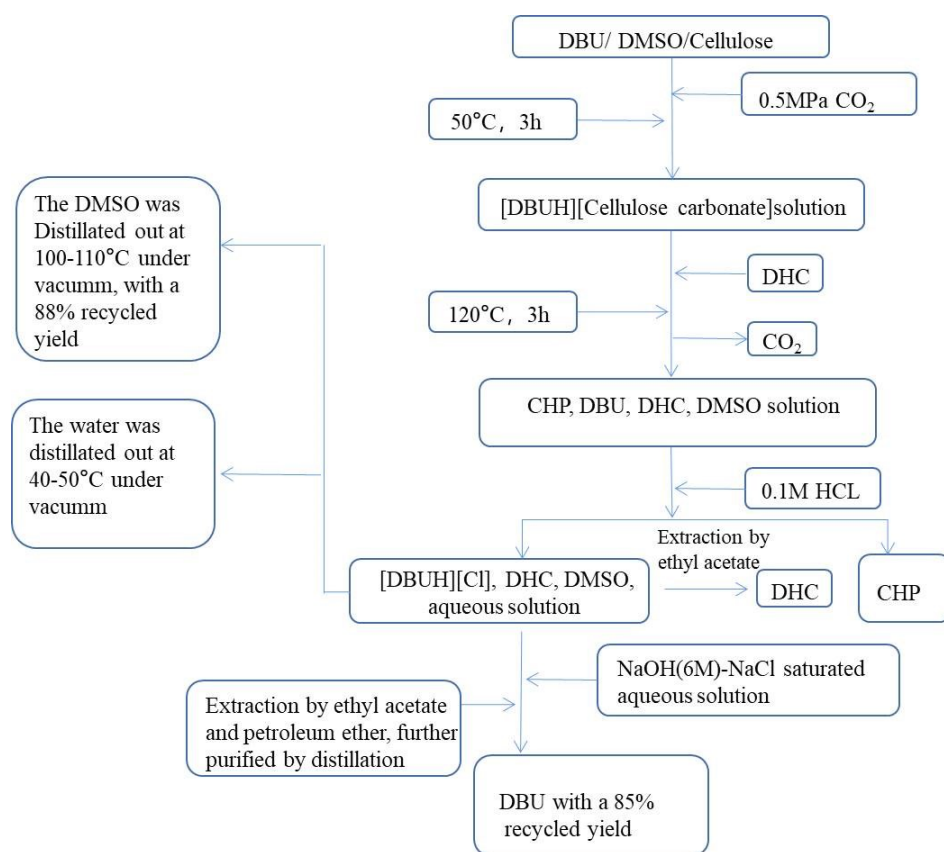 DBU/ DMSO/Cellulose
0.5MPa CO₂
50°C，3h
[DBUH][Cellulose carbonate]solution
The DMSO was
Distillated out at
100-110°C under
vacumm, with a
88% recycled
yield
DHC
120°C，3h
CO₂
CHP, DBU, DHC, DMSO solution
The water was
distillated out at
40-50°C under
vacumm
0.1M HCL
Extraction by
ethyl acetate
[DBUH][Cl], DHC, DMSO,
aqueous solution
DHC
CHP
NaOH(6M)-NaCl saturated
aqueous solution
Extraction by ethyl acetate
and petroleum ether, further
purified by distillation
DBU with a 85%
recycled yield